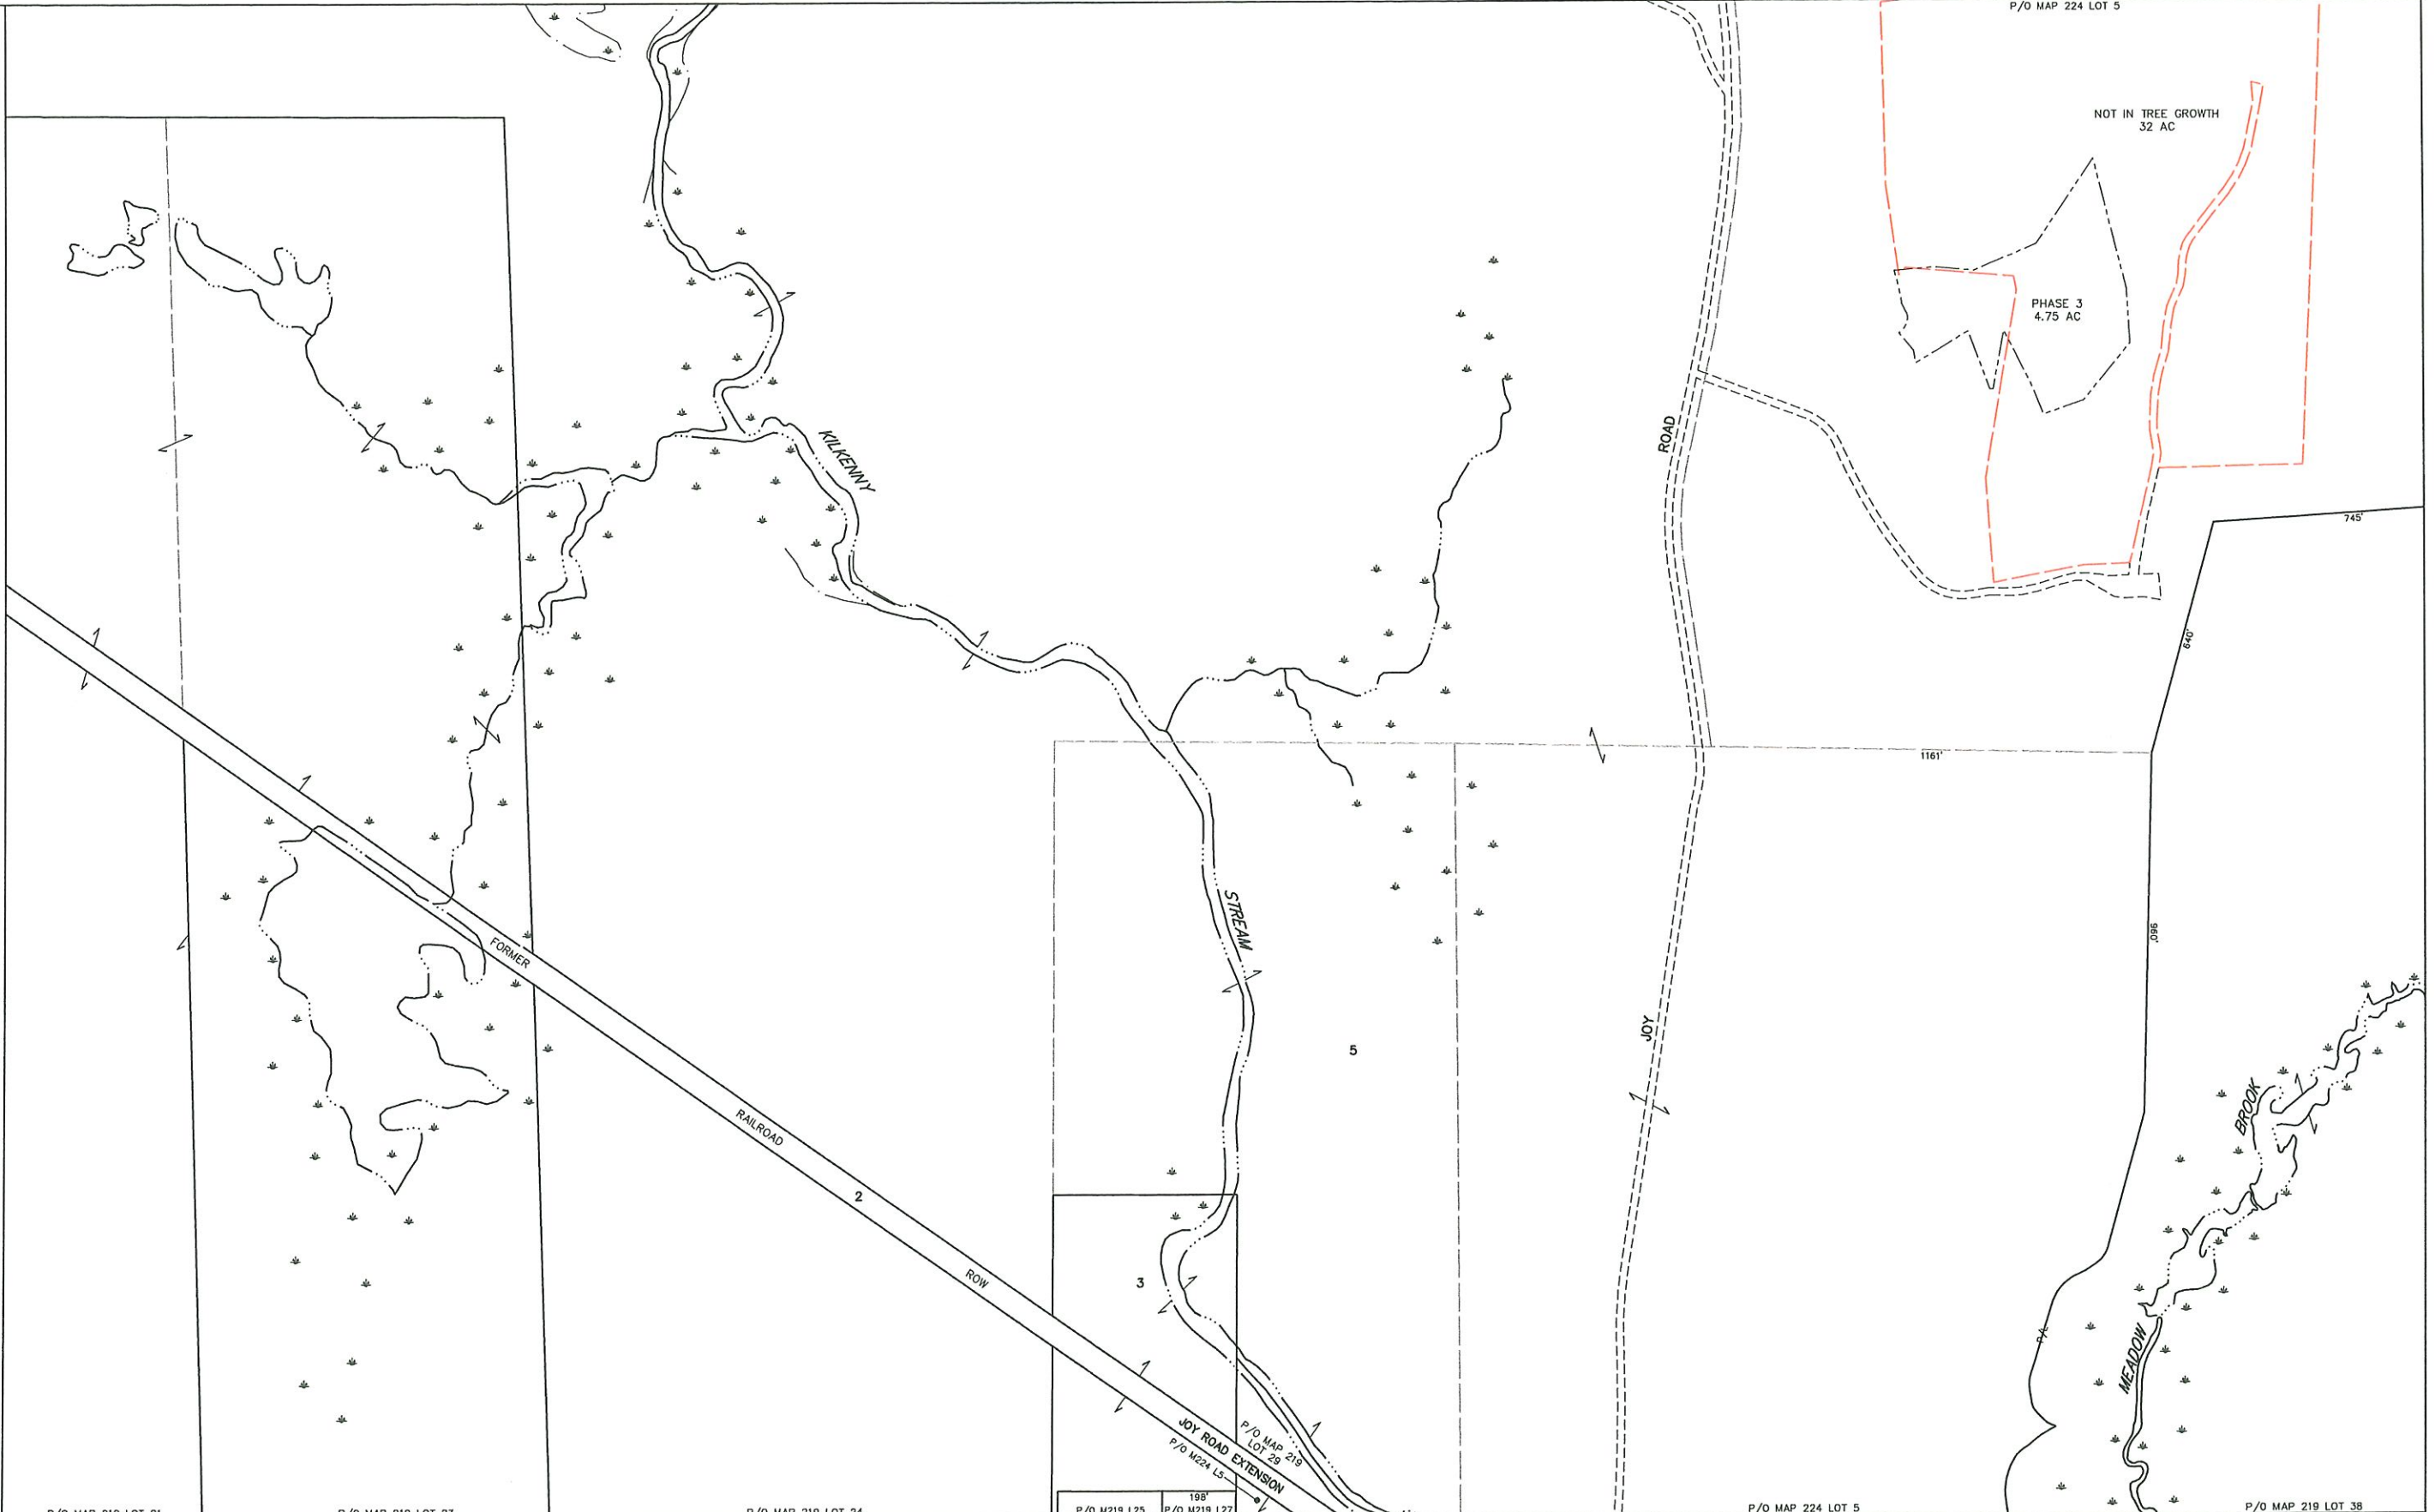 P/O MAP 224 LOT 5
NOT IN TREE GROWTH
32 AC
PHASE 3
4.75 AC
KILKENNY
ROAD
745'
640'
1161'
STREAM
960'
FORMER
JOY
5
BROOK
RAILROAD
2
ROW
3
P/L
MEADOW
JOY ROAD EXTENSION
P/O MAP 219
LOT 29
P/O M224 L5
198'
P/O M219 L25
P/O M219 L27
P/O MAP 224 LOT 5
P/O MAP 219 LOT 38